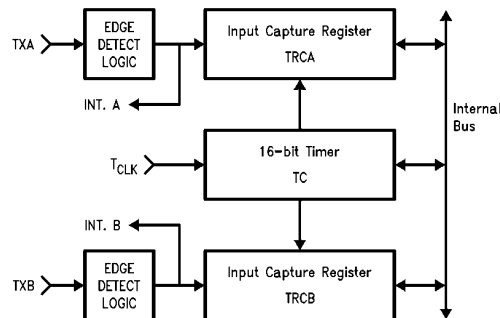 TXA
EDGE
DETECT
LOGIC
Input Capture Register
TRCA
INT. A
Internal
Bus
TCLK
16-bit Timer
TC
INT. B
TXB
EDGE
DETECT
LOGIC
Input Capture Register
TRCB